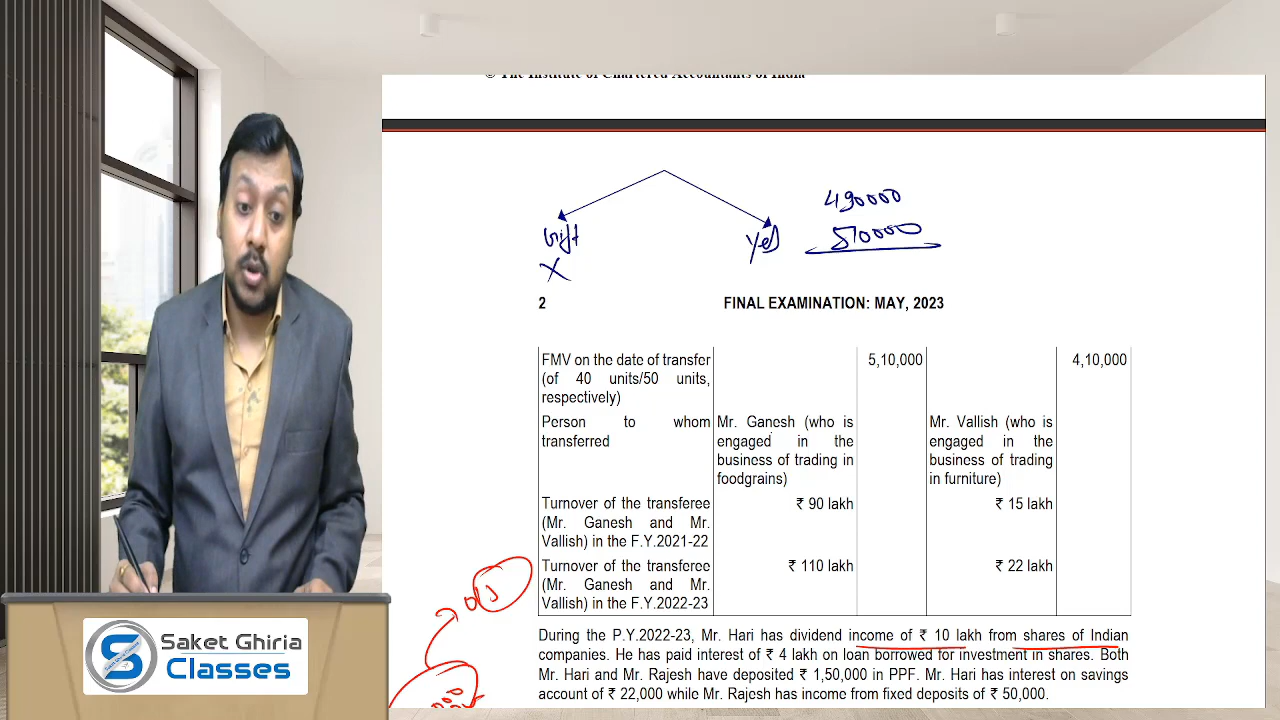 © The Institute of Chartered Accountants of India
Gift
X
Yes
490000
510000
2 FINAL EXAMINATION: MAY, 2023
FMV on the date of transfer 5,10,000 4,10,000
(of 40 units/50 units,
respectively)
Person to whom Mr. Ganesh (who is Mr. Vallish (who is
transferred engaged in the engaged in the
business of trading in business of trading
foodgrains) in furniture)
Turnover of the transferee ₹ 90 lakh ₹ 15 lakh
(Mr. Ganesh and Mr.
Vallish) in the F.Y.2021-22
Turnover of the transferee ₹ 110 lakh ₹ 22 lakh
(Mr. Ganesh and Mr.
Vallish) in the F.Y.2022-23
During the P.Y.2022-23, Mr. Hari has dividend income of ₹ 10 lakh from shares of Indian
companies. He has paid interest of ₹ 4 lakh on loan borrowed for investment in shares. Both
Mr. Hari and Mr. Rajesh have deposited ₹ 1,50,000 in PPF. Mr. Hari has interest on savings
account of ₹ 22,000 while Mr. Rajesh has income from fixed deposits of ₹ 50,000.
Saket Ghiria
Classes